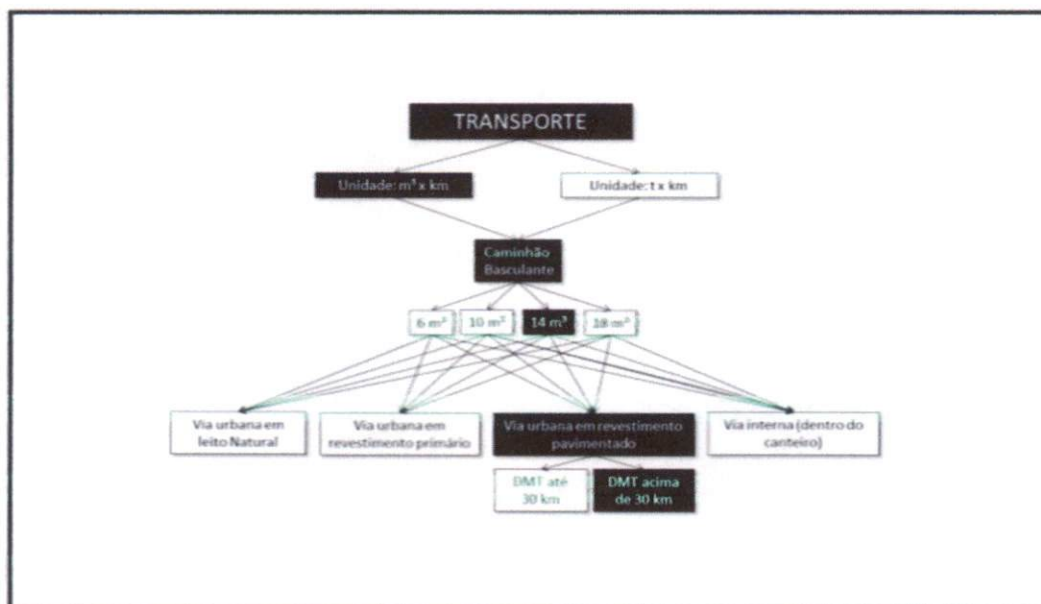 TRANSPORTE
Unidade: m³ x km
Unidade: t x km
Caminhão
Basculante
6 m³
10 m³
14 m³
18 m³
Via urbana em
leito Natural
Via urbana em
revestimento primário
Via urbana em revestimento
pavimentado
Via interna (dentro do
canteiro)
DMT até
30 km
DMT acima
de 30 km